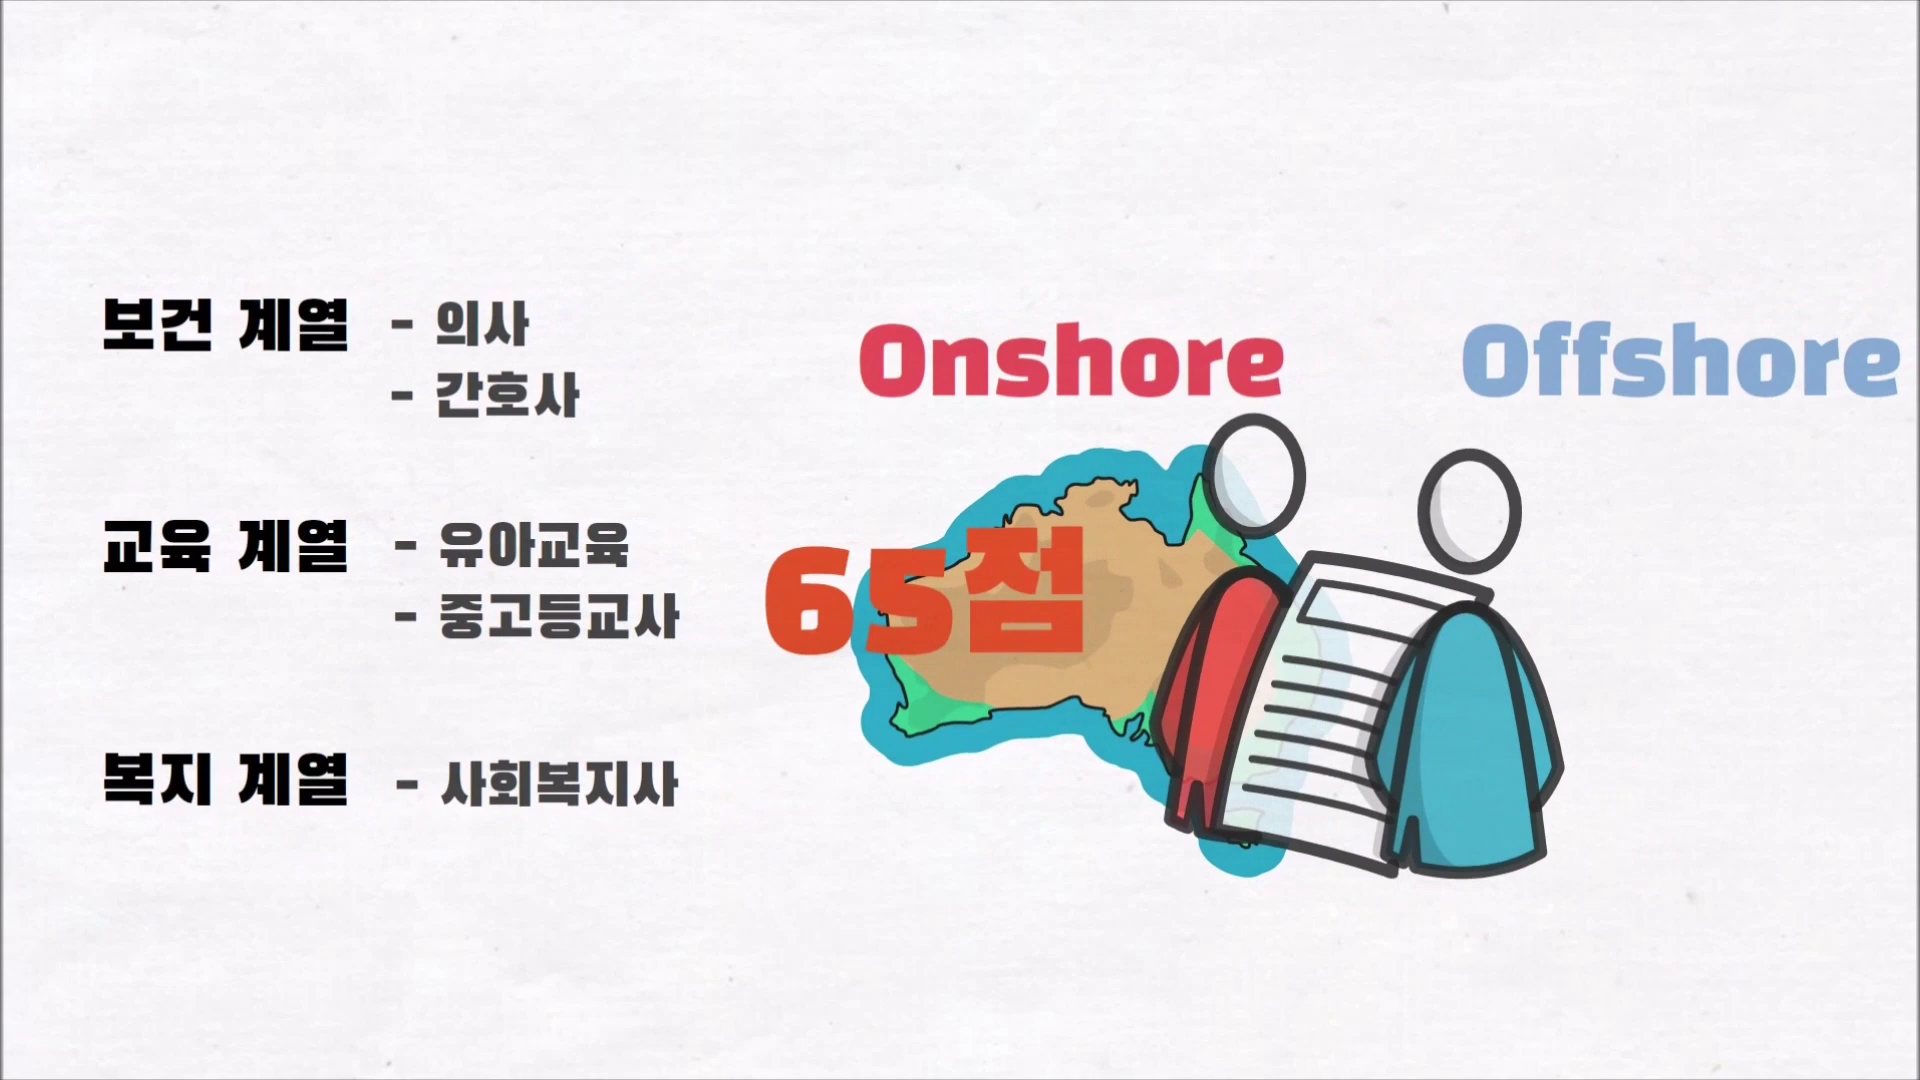 보건 계열 - 의사
- 간호사
교육 계열 - 유아교육
- 중고등교사
복지 계열 - 사회복지사
Onshore
Offshore
65점